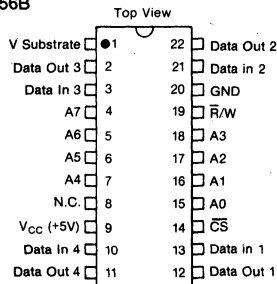 56B
Top View
V Substrate 1 22 Data Out 2
Data Out 3 2 21 Data in 2
Data In 3 3 20 GND
A7 4 19 R̅/W
A6 5 18 A3
A5 6 17 A2
A4 7 16 A1
N.C. 8 15 A0
VCC (+5V) 9 14 C̅S̅
Data In 4 10 13 Data in 1
Data Out 4 11 12 Data Out 1